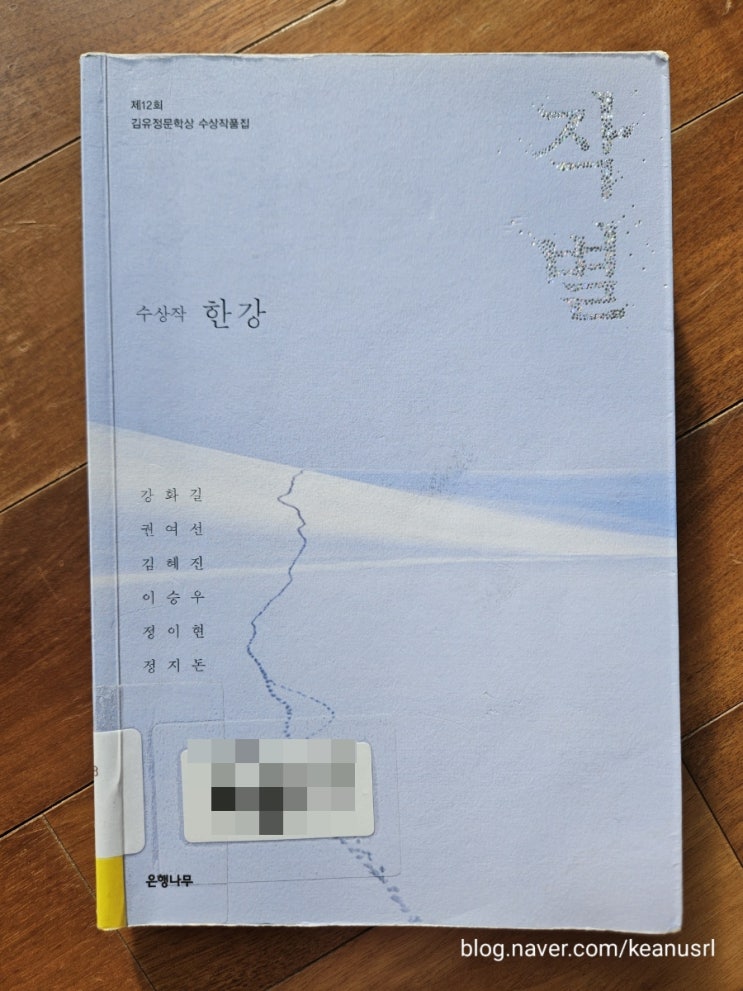 제12회
김유정문학상 수상작품집
작
별
수상작 한강
강화길
권여선
김혜진
이승우
정이현
정지돈
은행나무
blog.naver.com/keanusrl